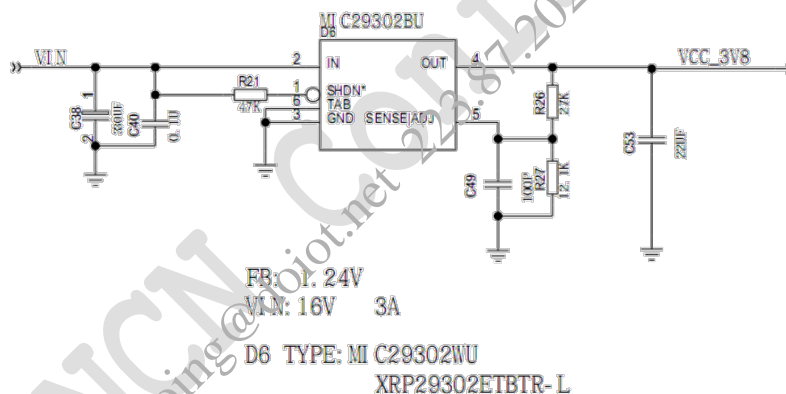 MIC29302BU
D6
VIN
2
IN
OUT
4
VCC_3V8
R21
47K
1
SHDN*
6
TAB
3
GND
SENSE|ADJ
5
C38
1
2
C40
0.1U
R26
27K
C49
100P
R27
12.1K
C53
22UF
FB: 1.24V
VIN: 16V 3A
D6 TYPE: MIC29302WU
XRP29302ETBTR-L